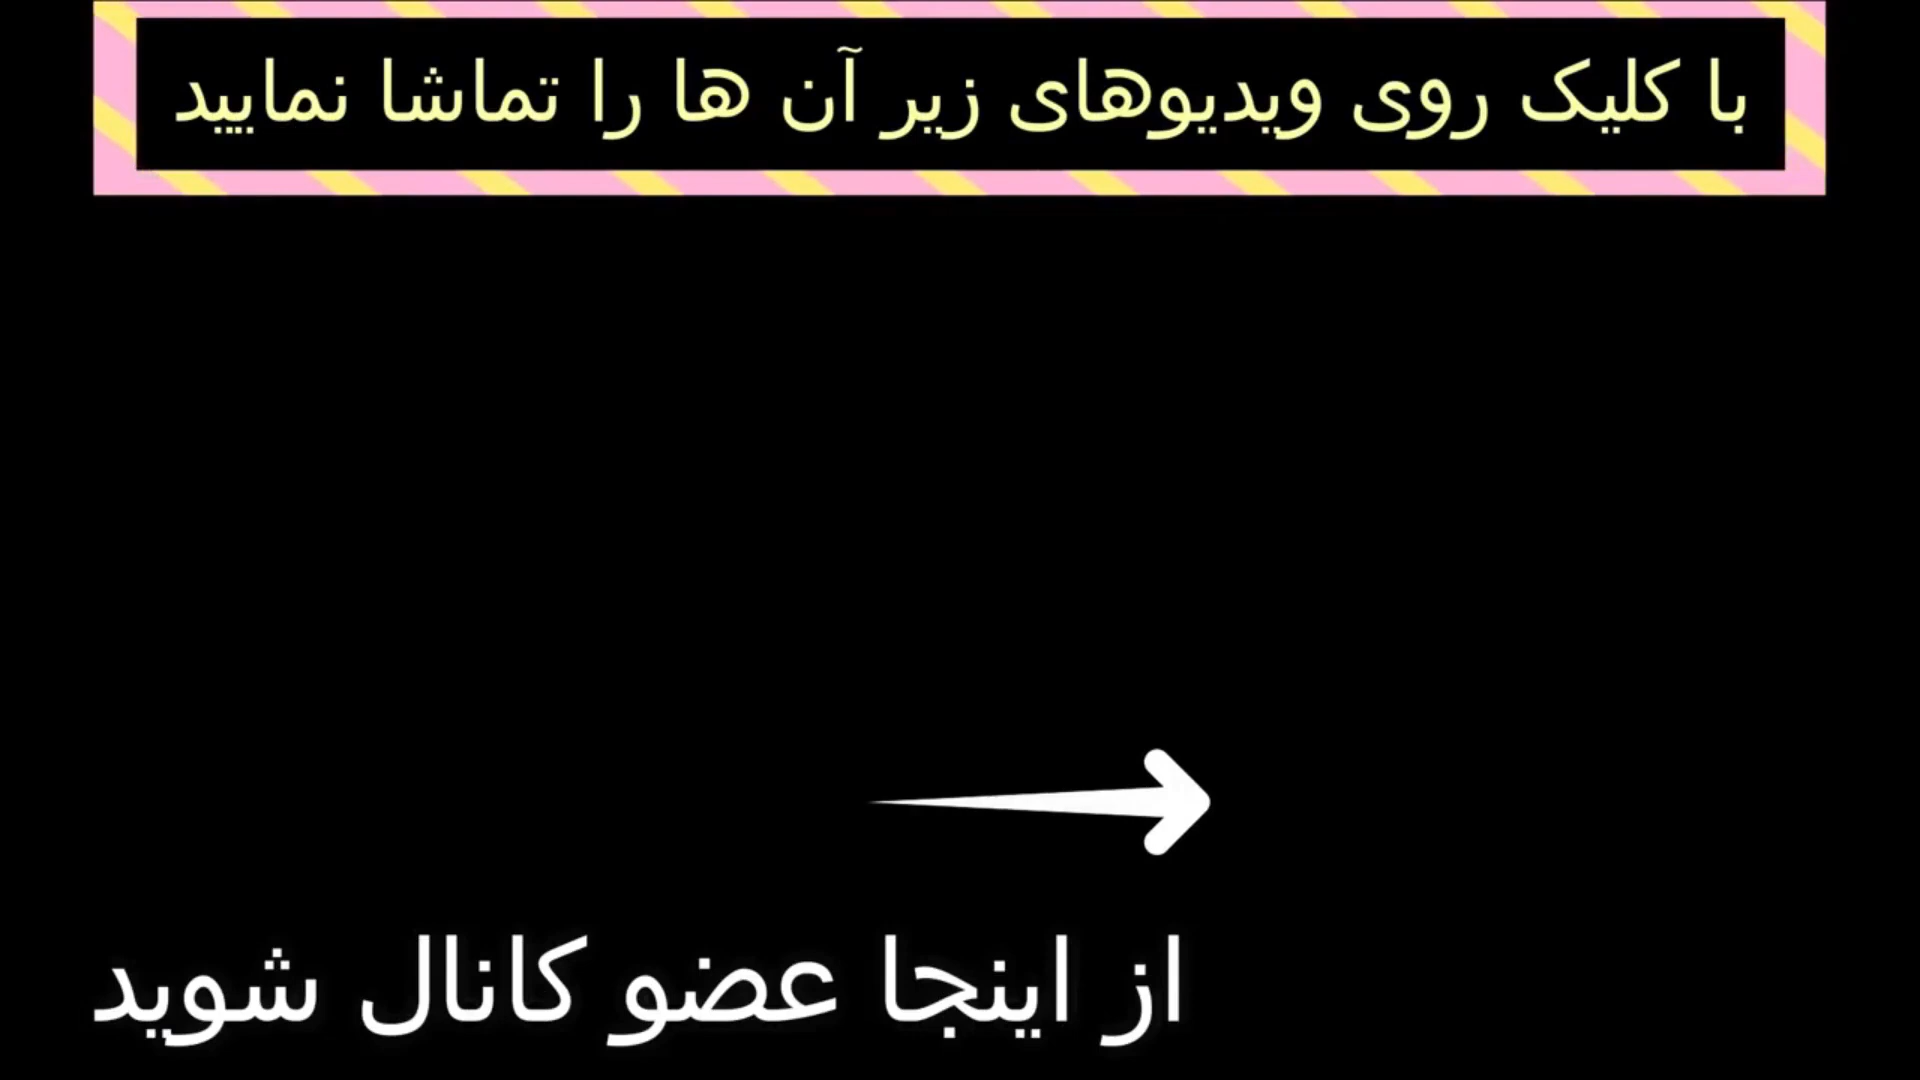 با کلیک روی ویدیوهای زیر آن ها را تماشا نمایید
از اینجا عضو کانال شوید